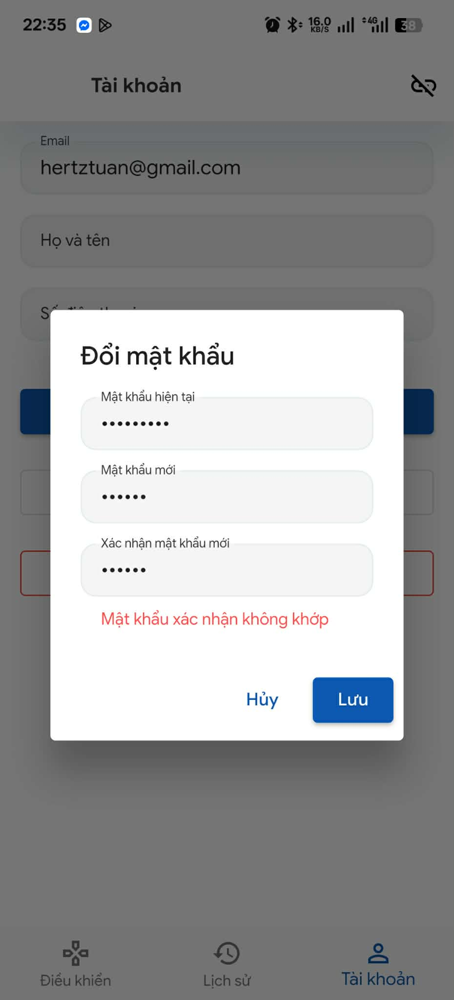 22:35
16.0
KB/S
4G
38
Tài khoản
Email
hertztuan@gmail.com
Họ và tên
Đổi mật khẩu
Mật khẩu hiện tại
•••••••••
Mật khẩu mới
••••••
Xác nhận mật khẩu mới
••••••
Mật khẩu xác nhận không khớp
Hủy
Lưu
Điều khiển
Lịch sử
Tài khoản